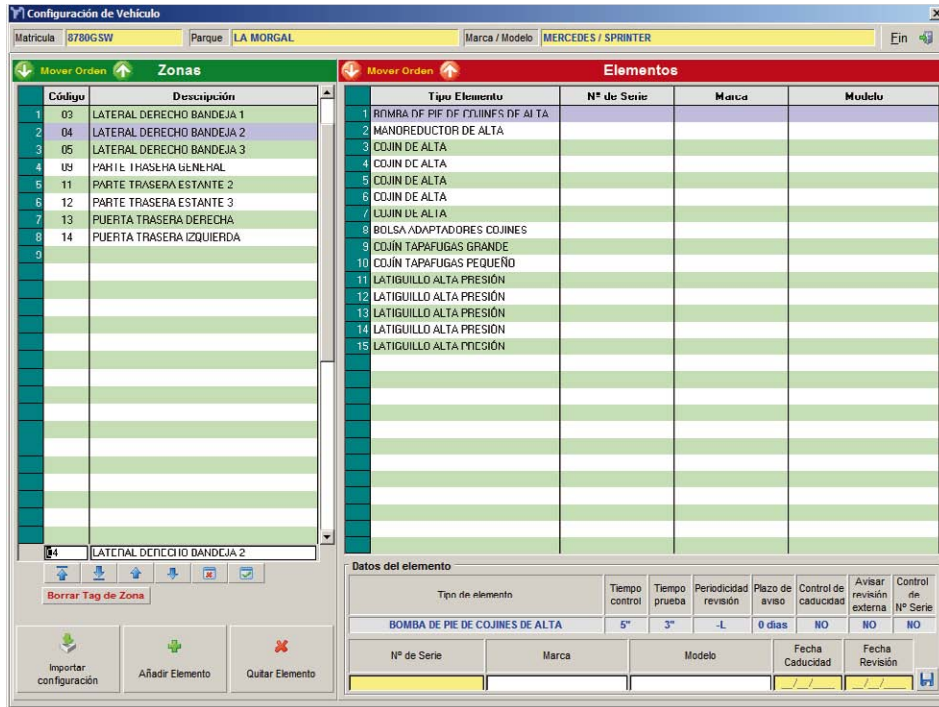 Configuración de Vehículo
Matricula 8780GSW Parque LA MORGAL Marca / Modelo MERCEDES / SPRINTER Fin
Mover Orden Zonas
Código Descripción
1 03 LATERAL DERECHO BANDEJA 1
2 04 LATERAL DERECHO BANDEJA 2
3 05 LATERAL DERECHO BANDEJA 3
4 09 PARTE TRASERA GENERAL
5 11 PARTE TRASERA ESTANTE 2
6 12 PARTE TRASERA ESTANTE 3
7 13 PUERTA TRASERA DERECHA
8 14 PUERTA TRASERA IZQUIERDA
9
04 LATERAL DERECHO BANDEJA 2
Borrar Tag de Zona
Importar configuración
Añadir Elemento
Quitar Elemento
Mover Orden Elementos
Tipo Elemento Nº de Serie Marca Modelo
1 BOMBA DE PIE DE COJINES DE ALTA
2 MANOREDUCTOR DE ALTA
3 COJIN DE ALTA
4 COJIN DE ALTA
5 COJIN DE ALTA
6 COJIN DE ALTA
7 COJIN DE ALTA
8 BOLSA ADAPTADORES COJINES
9 COJÍN TAPAFUGAS GRANDE
10 COJÍN TAPAFUGAS PEQUEÑO
11 LATIGUILLO ALTA PRESIÓN
12 LATIGUILLO ALTA PRESIÓN
13 LATIGUILLO ALTA PRESIÓN
14 LATIGUILLO ALTA PRESIÓN
15 LATIGUILLO ALTA PRESIÓN
Datos del elemento
Tipo de elemento Tiempo control Tiempo prueba Periodicidad revisión Plazo de aviso Control de caducidad Avisar revisión externa Control de Nº Serie
BOMBA DE PIE DE COJINES DE ALTA 5" 3" -L 0 dias NO NO NO
Nº de Serie Marca Modelo Fecha Caducidad Fecha Revisión
__/__/____ __/__/____